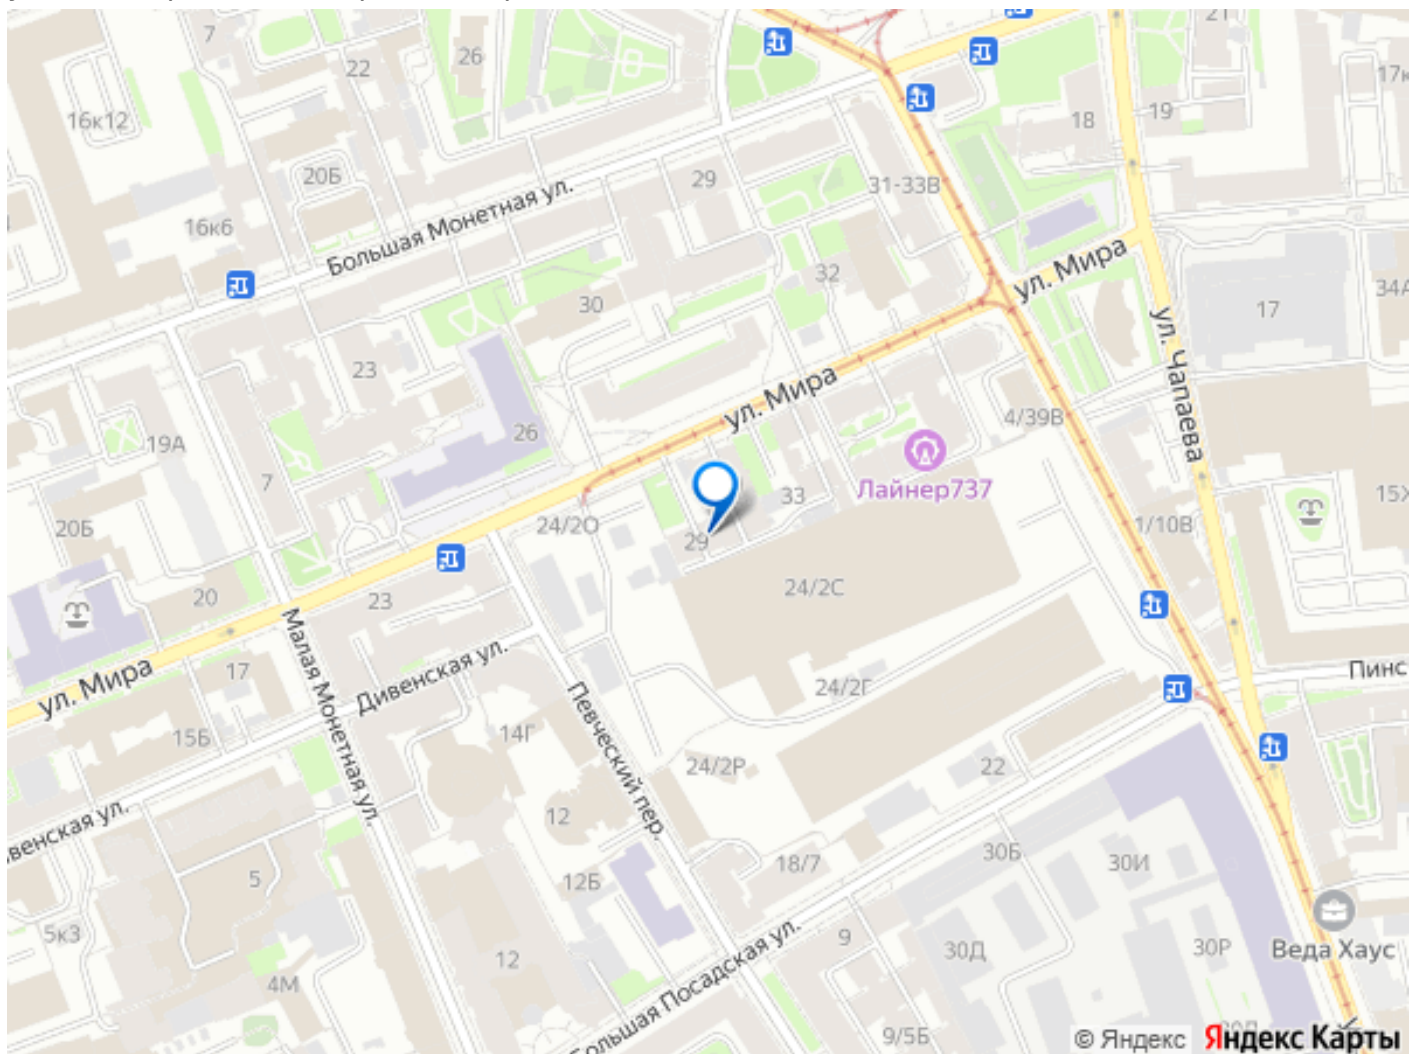 7
22
26
21
17к
16к12
18
19
20Б
29
31-33В
Большая Монетная ул.
16к6
ул. Мира
32
30
34А
17
23
ул. Чапаева
ул. Мира
4/39В
19А
26
7
Лайнер737
33
15Х
20Б
24/2О
29
1/10В
24/2С
20
23
Малая Монетная ул.
Дивенская ул.
ул. Мира
17
Певческий пер.
24/2Г
Пинс
15Б
14Г
24/2Р
22
венская ул.
12
18/7
30Б
30И
5
12Б
5к3
9
30Д
30Р
Веда Хаус
12
4М
Большая Посадская ул.
9/5Б
© Яндекс Яндекс Карты